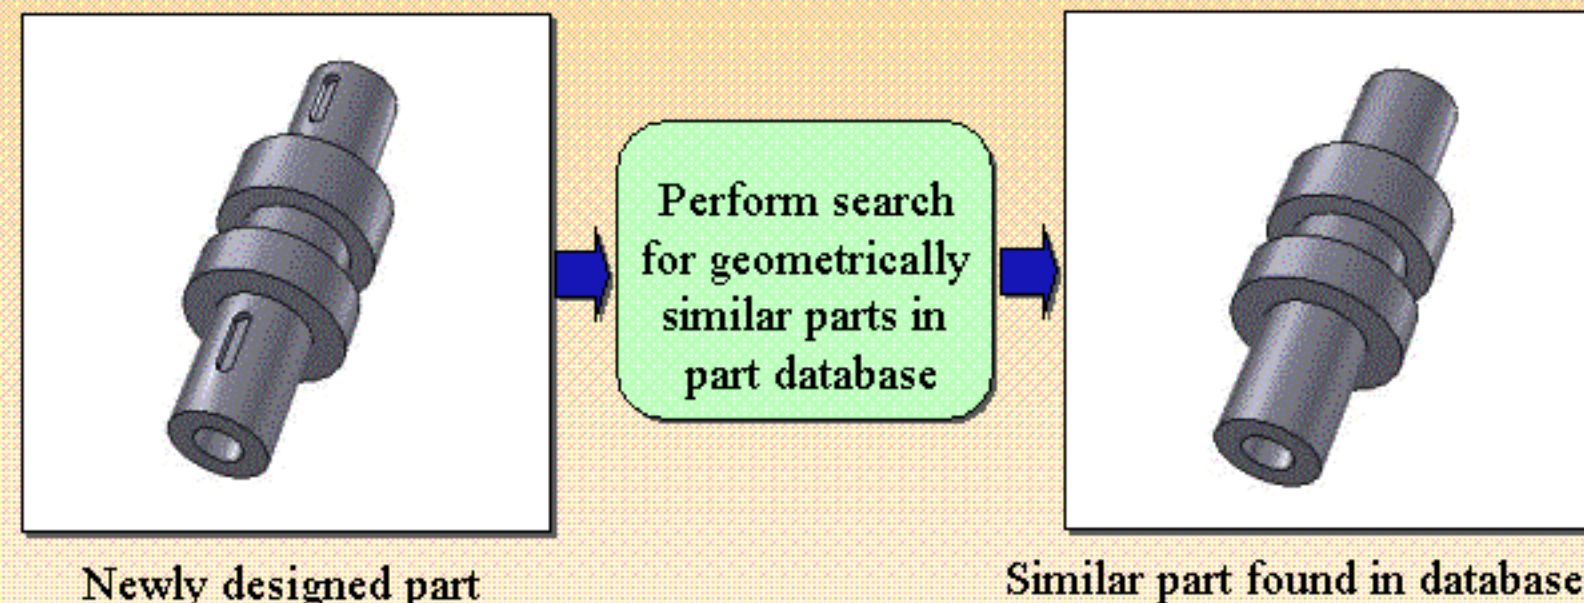 Perform search
for geometrically
similar parts in
part database
Newly designed part
Similar part found in database